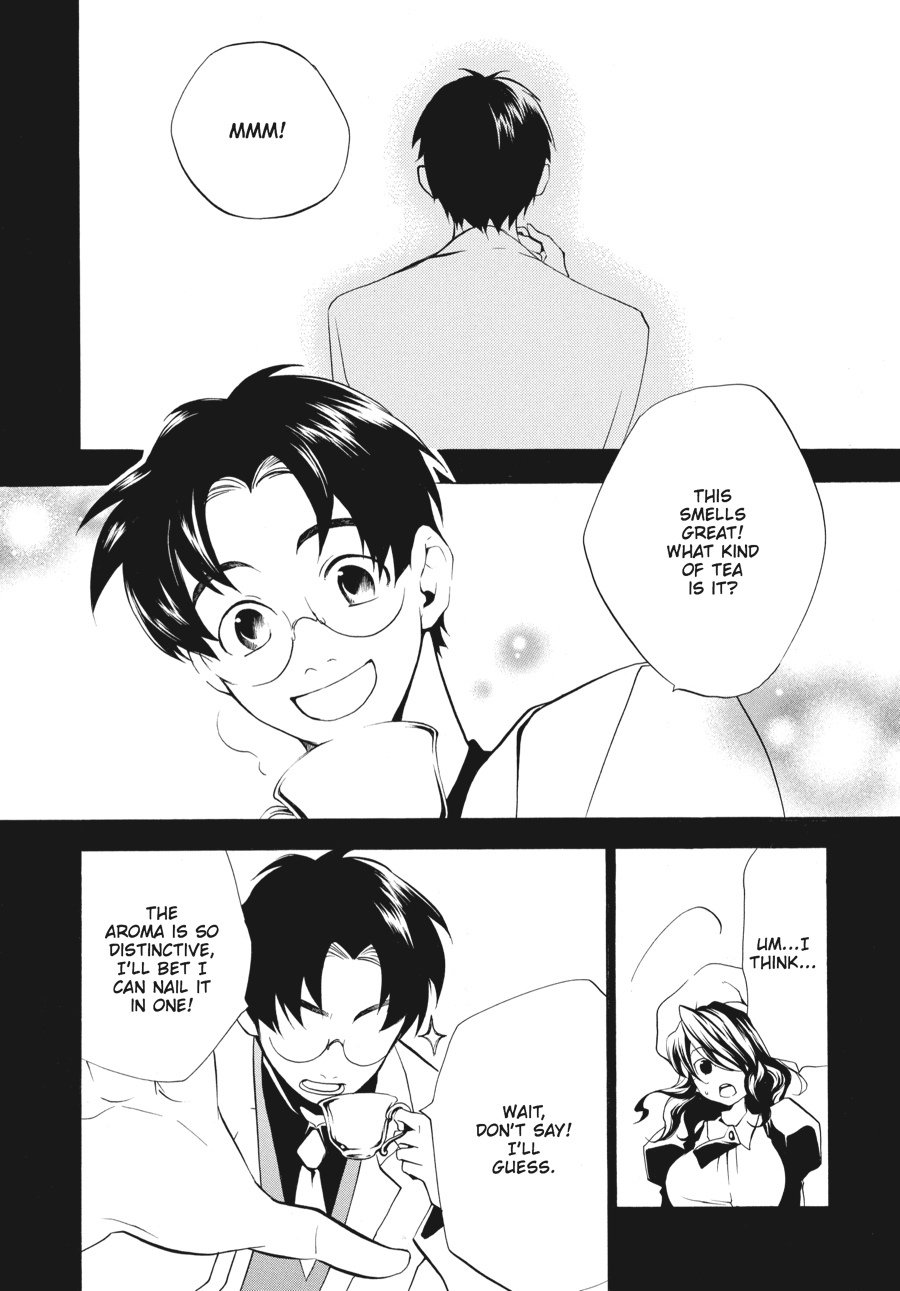 MMM!
THIS
SMELLS
GREAT!
WHAT KIND
OF TEA
IS IT?
UM...I
THINK...
WAIT,
DON'T SAY!
I'LL
GUESS.
THE
AROMA IS SO
DISTINCTIVE,
I'LL BET I
CAN NAIL IT
IN ONE!